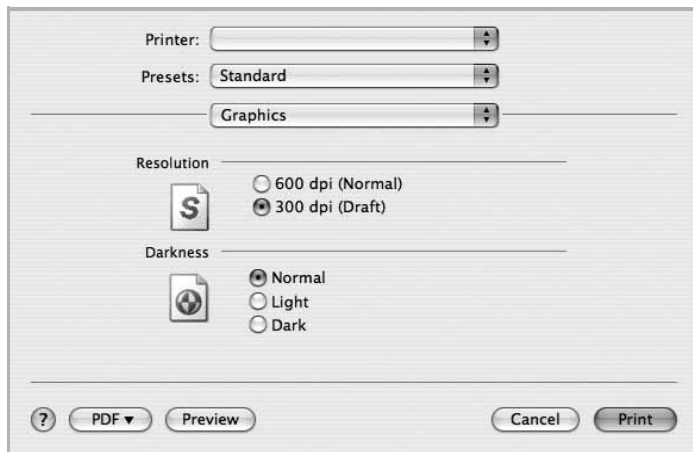 Printer:
Presets: Standard
Graphics
Resolution
600 dpi (Normal)
S
300 dpi (Draft)
Darkness
Normal
Light
Dark
? PDF ▼ Preview Cancel Print